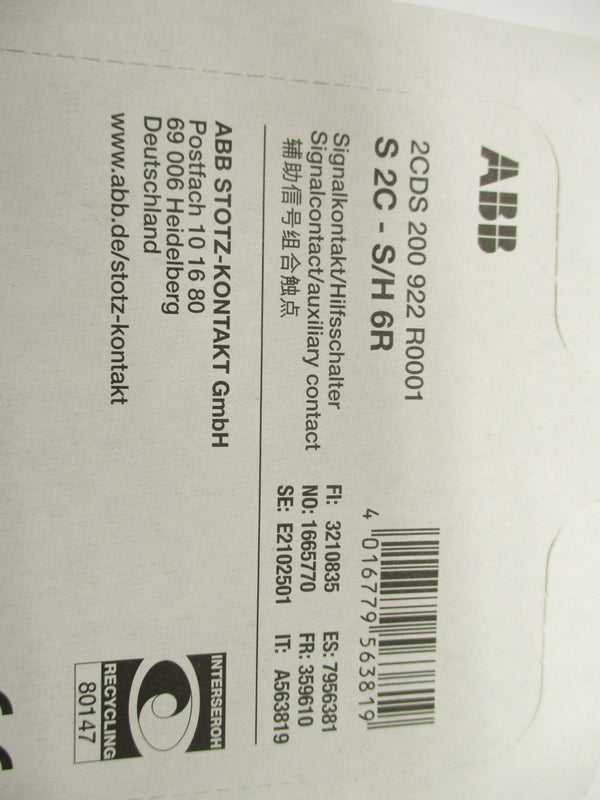 ABB
2CDS 200 922 R0001
S 2C - S/H 6R
4 016779 563819
Signalkontakt/Hilfsschalter
Signalcontact/auxiliary contact
辅助信号组合触点
FI: 3210835
NO: 1665770
SE: E2102501
ES: 7956381
FR: 359610
IT: A563819
ABB STOTZ-KONTAKT GmbH
Postfach 10 16 80
69 006 Heidelberg
Deutschland
www.abb.de/stotz-kontakt
INTERSEROH
RECYCLING
80147